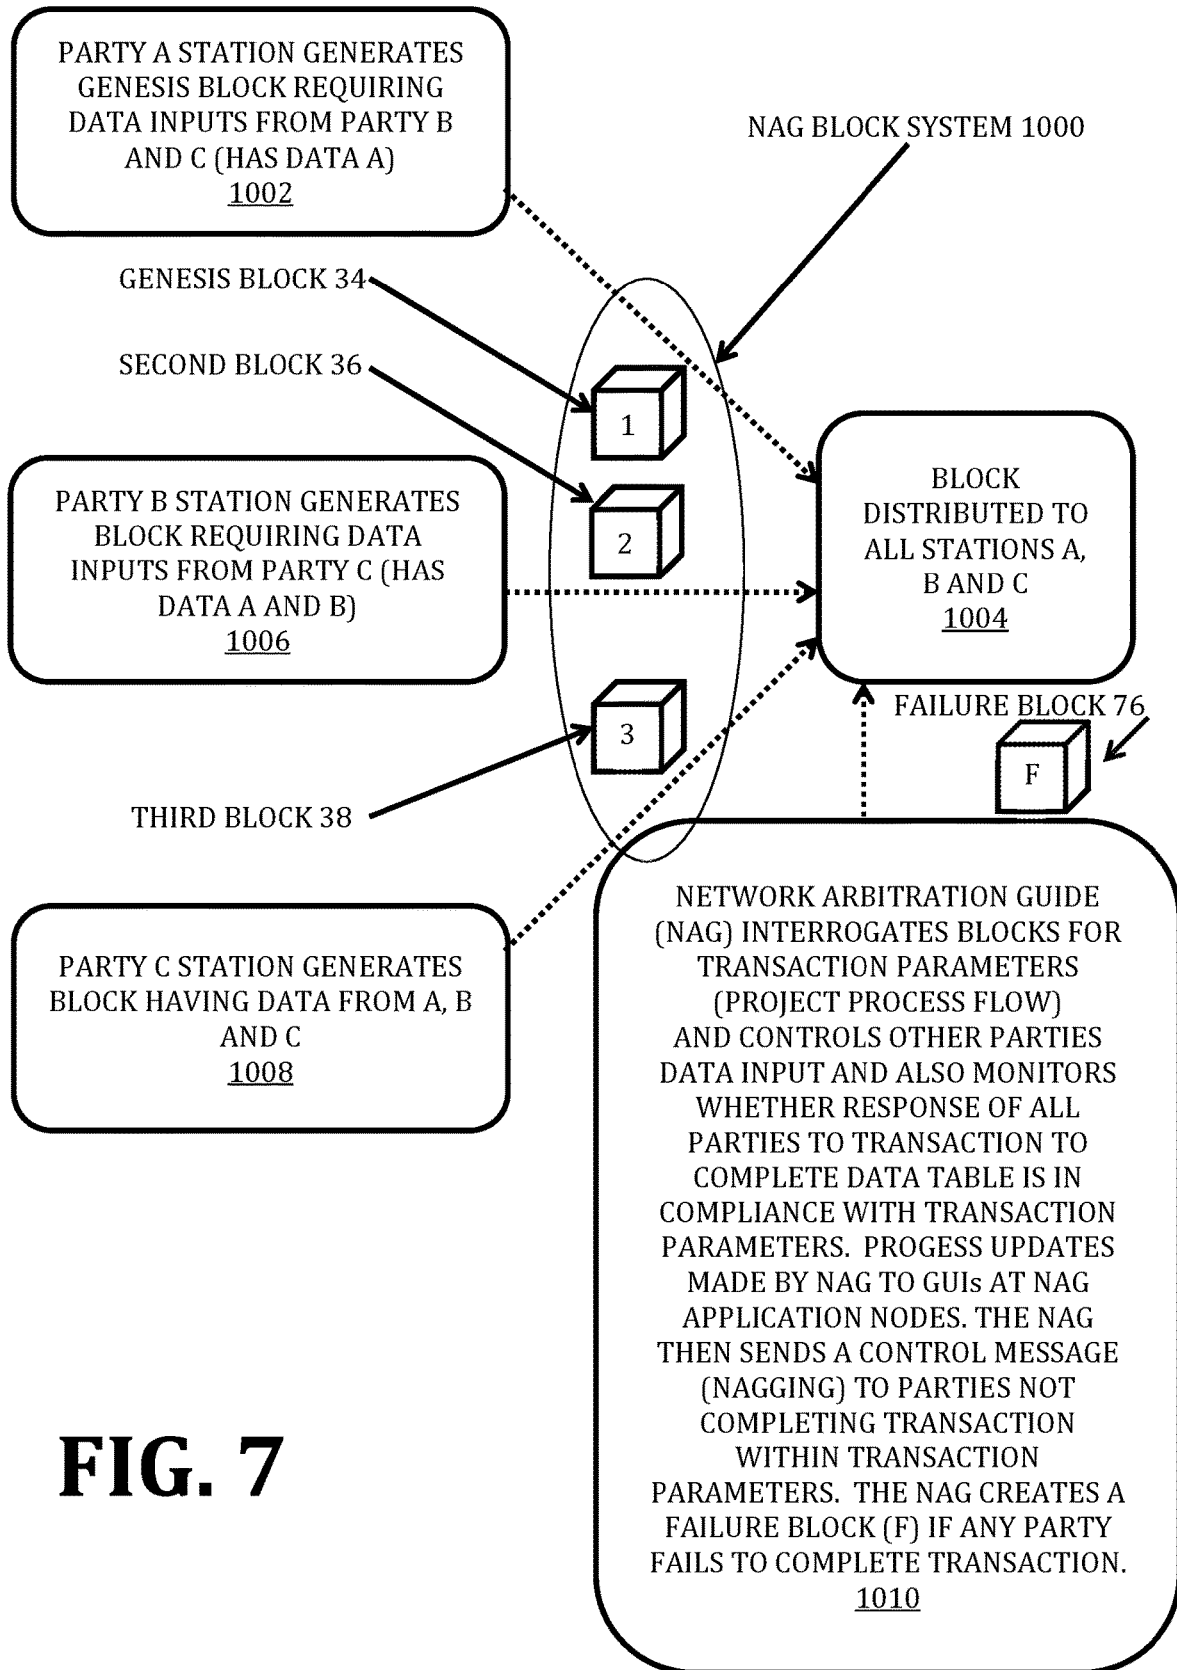 PARTY A STATION GENERATES
GENESIS BLOCK REQUIRING
DATA INPUTS FROM PARTY B
AND C (HAS DATA A)
1002
NAG BLOCK SYSTEM 1000
GENESIS BLOCK 34
SECOND BLOCK 36
1
2
3
PARTY B STATION GENERATES
BLOCK REQUIRING DATA
INPUTS FROM PARTY C (HAS
DATA A AND B)
1006
BLOCK
DISTRIBUTED TO
ALL STATIONS A,
B AND C
1004
FAILURE BLOCK 76
F
THIRD BLOCK 38
PARTY C STATION GENERATES
BLOCK HAVING DATA FROM A, B
AND C
1008
NETWORK ARBITRATION GUIDE
(NAG) INTERROGATES BLOCKS FOR
TRANSACTION PARAMETERS
(PROJECT PROCESS FLOW)
AND CONTROLS OTHER PARTIES
DATA INPUT AND ALSO MONITORS
WHETHER RESPONSE OF ALL
PARTIES TO TRANSACTION TO
COMPLETE DATA TABLE IS IN
COMPLIANCE WITH TRANSACTION
PARAMETERS. PROGESS UPDATES
MADE BY NAG TO GUIs AT NAG
APPLICATION NODES. THE NAG
THEN SENDS A CONTROL MESSAGE
(NAGGING) TO PARTIES NOT
COMPLETING TRANSACTION
WITHIN TRANSACTION
PARAMETERS. THE NAG CREATES A
FAILURE BLOCK (F) IF ANY PARTY
FAILS TO COMPLETE TRANSACTION.
1010
FIG. 7